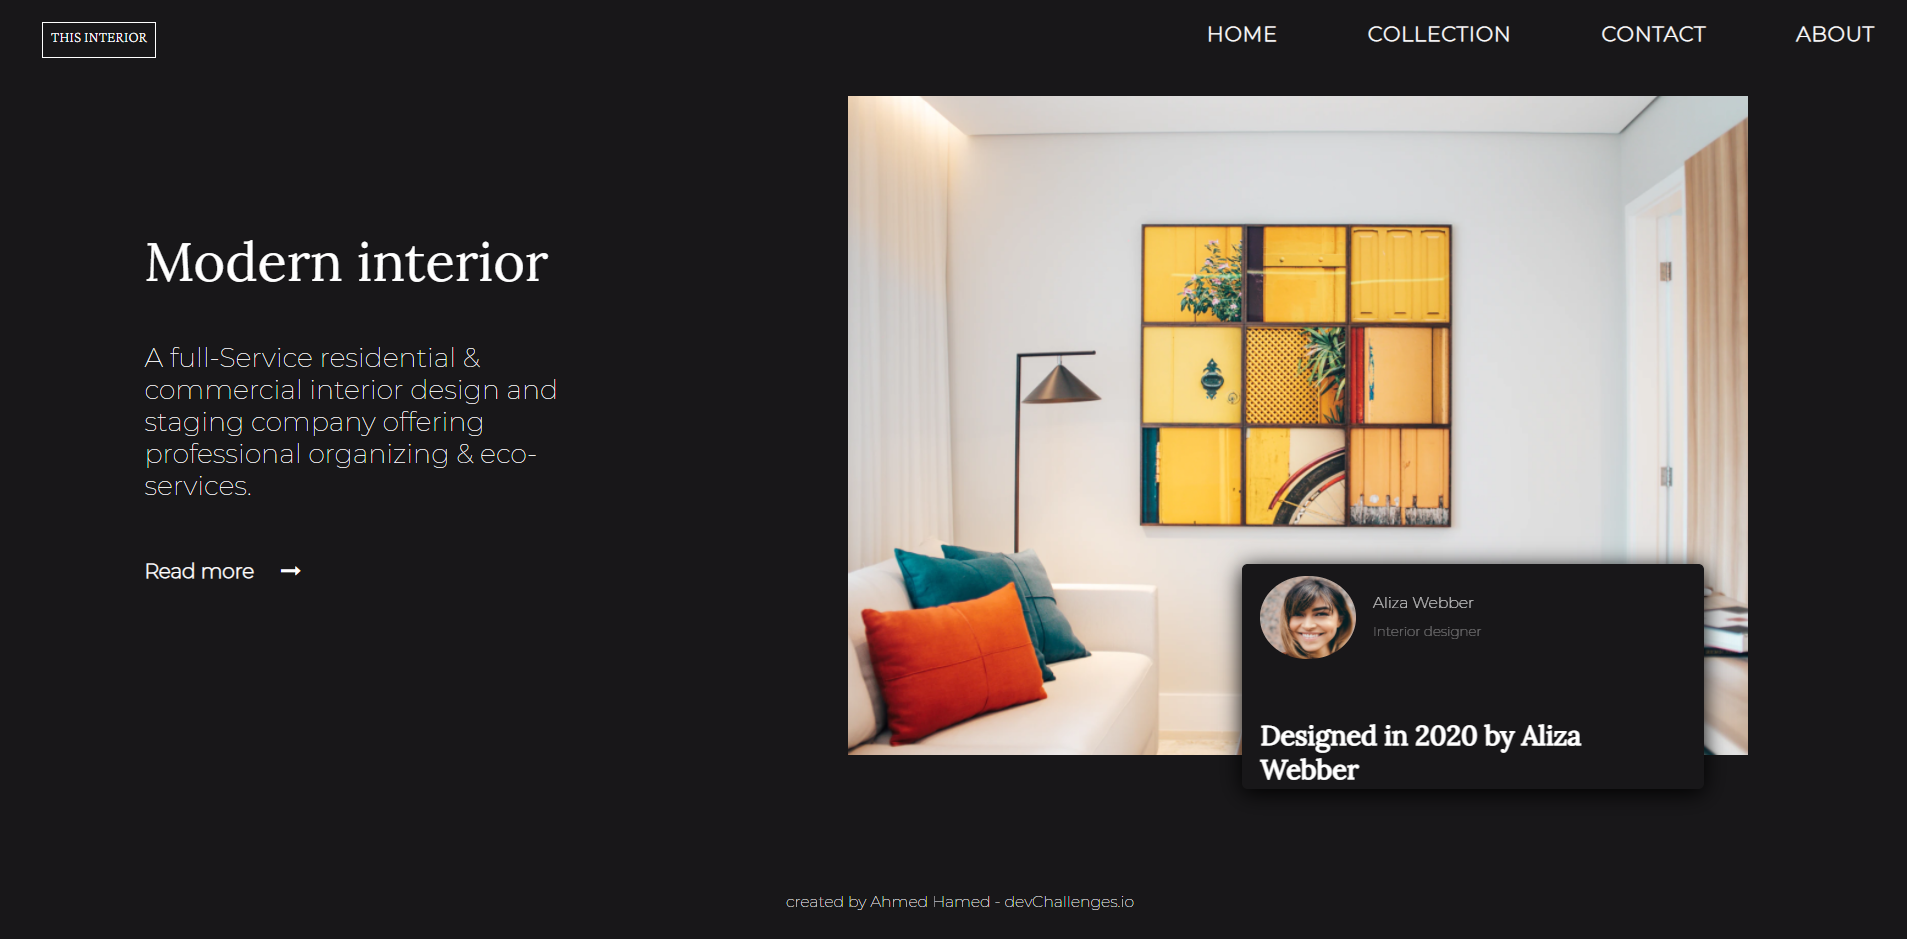 THIS INTERIOR
HOME COLLECTION CONTACT ABOUT
Modern interior
A full-Service residential &
commercial interior design and
staging company offering
professional organizing & eco-
services.
Read more
Aliza Webber
Interior designer
Designed in 2020 by Aliza
Webber
created by Ahmed Hamed - devChallenges.io